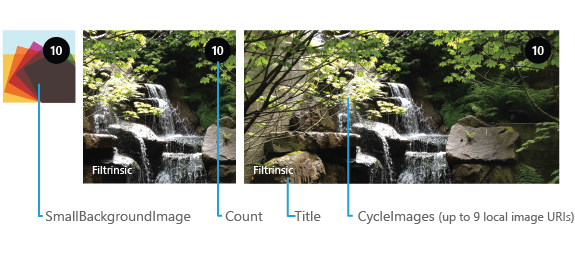 10 10 10
Filtrinsic Filtrinsic
SmallBackgroundImage Count Title CycleImages (up to 9 local image URIs)